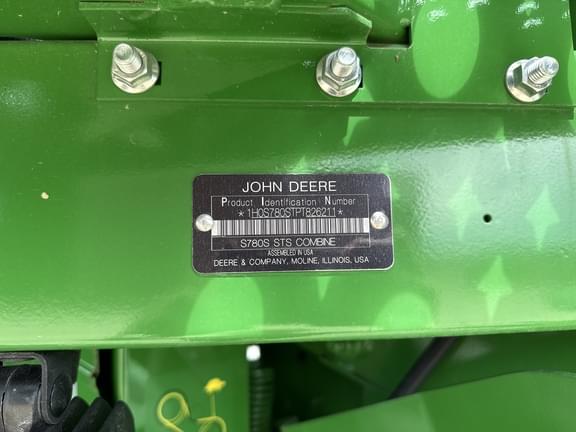 JOHN DEERE
Product Identification Number
*1H0S780STPT826211*
S780S STS COMBINE
ASSEMBLED IN USA
DEERE & COMPANY, MOLINE, ILLINOIS, USA